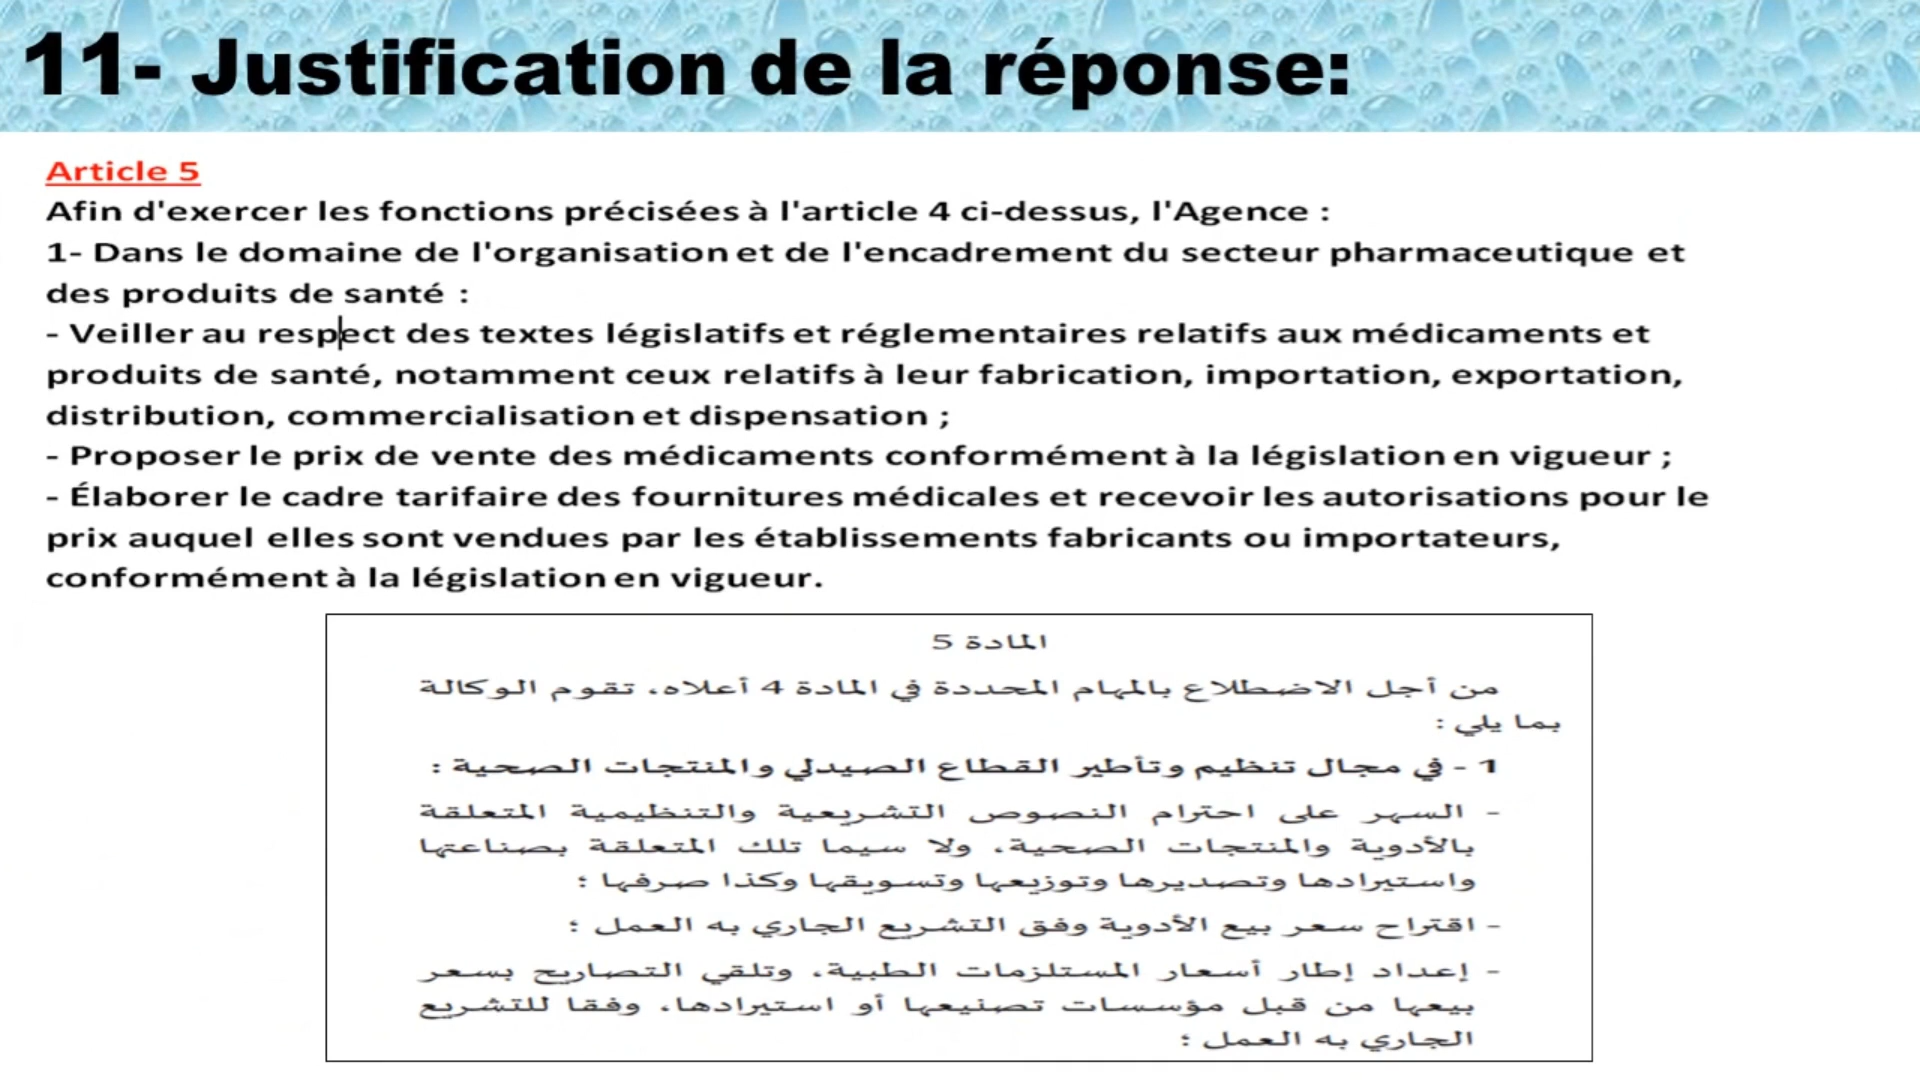 11- Justification de la réponse:
Article 5
Afin d'exercer les fonctions précisées à l'article 4 ci-dessus, l'Agence :
1- Dans le domaine de l'organisation et de l'encadrement du secteur pharmaceutique et
des produits de santé :
- Veiller au respect des textes législatifs et réglementaires relatifs aux médicaments et
produits de santé, notamment ceux relatifs à leur fabrication, importation, exportation,
distribution, commercialisation et dispensation ;
- Proposer le prix de vente des médicaments conformément à la législation en vigueur ;
- Élaborer le cadre tarifaire des fournitures médicales et recevoir les autorisations pour le
prix auquel elles sont vendues par les établissements fabricants ou importateurs,
conformément à la législation en vigueur.
المادة 5
من أجل الاضطلاع بالمهام المحددة في المادة 4 أعلاه، تقوم الوكالة
بما يلي :
1 - في مجال تنظيم وتأطير القطاع الصيدلي والمنتجات الصحية :
- السهر على احترام النصوص التشريعية والتنظيمية المتعلقة
بالأدوية والمنتجات الصحية، ولا سيما تلك المتعلقة بصناعتها
واستيرادها وتصديرها وتوزيعها وتسويقها وكذا صرفها ؛
- اقتراح سعر بيع الأدوية وفق التشريع الجاري به العمل ؛
- إعداد إطار أسعار المستلزمات الطبية، وتلقي التصاريح بسعر
بيعها من قبل مؤسسات تصنيعها أو استيرادها، وفقا للتشريع
الجاري به العمل ؛